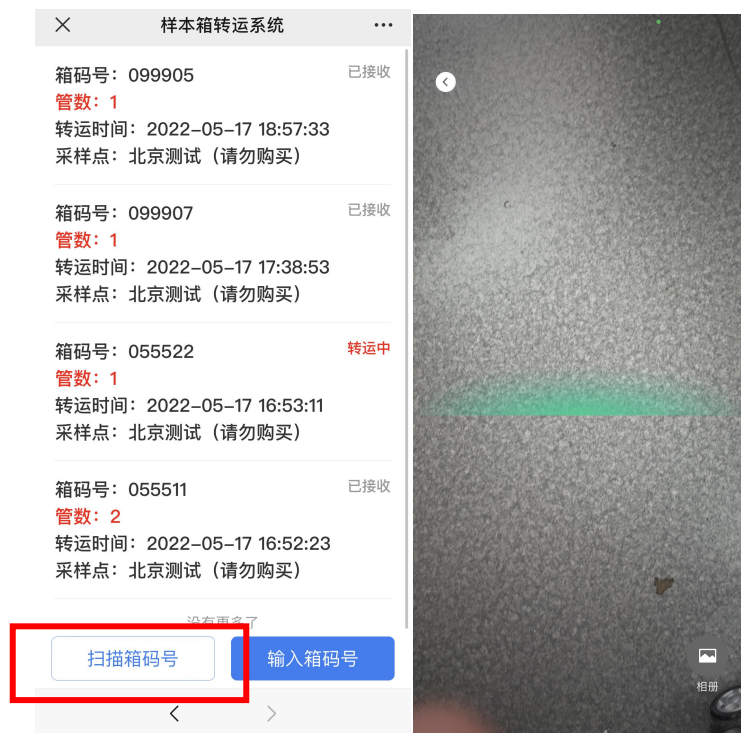 样本箱转运系统
箱码号：099905
已接收
管数：1
转运时间：2022-05-17 18:57:33
采样点：北京测试（请勿购买）
箱码号：099907
已接收
管数：1
转运时间：2022-05-17 17:38:53
采样点：北京测试（请勿购买）
箱码号：055522
转运中
管数：1
转运时间：2022-05-17 16:53:11
采样点：北京测试（请勿购买）
箱码号：055511
已接收
管数：2
转运时间：2022-05-17 16:52:23
采样点：北京测试（请勿购买）
没有更多了
扫描箱码号
输入箱码号
相册